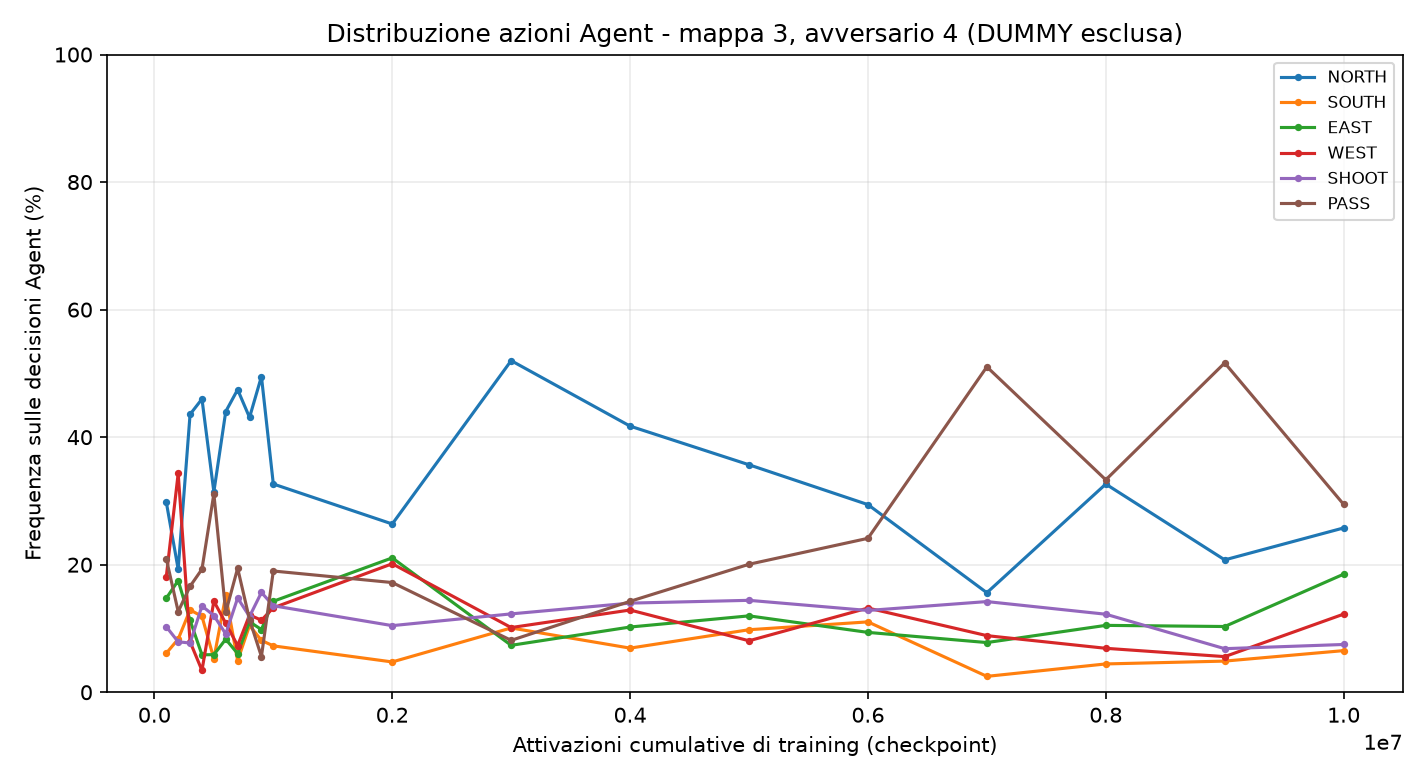 Distribuzione azioni Agent - mappa 3, avversario 4 (DUMMY esclusa)
100
80
60
40
20
0
Frequenza sulle decisioni Agent (%)
NORTH
SOUTH
EAST
WEST
SHOOT
PASS
0.0 0.2 0.4 0.6 0.8 1.0
1e7
Attivazioni cumulative di training (checkpoint)